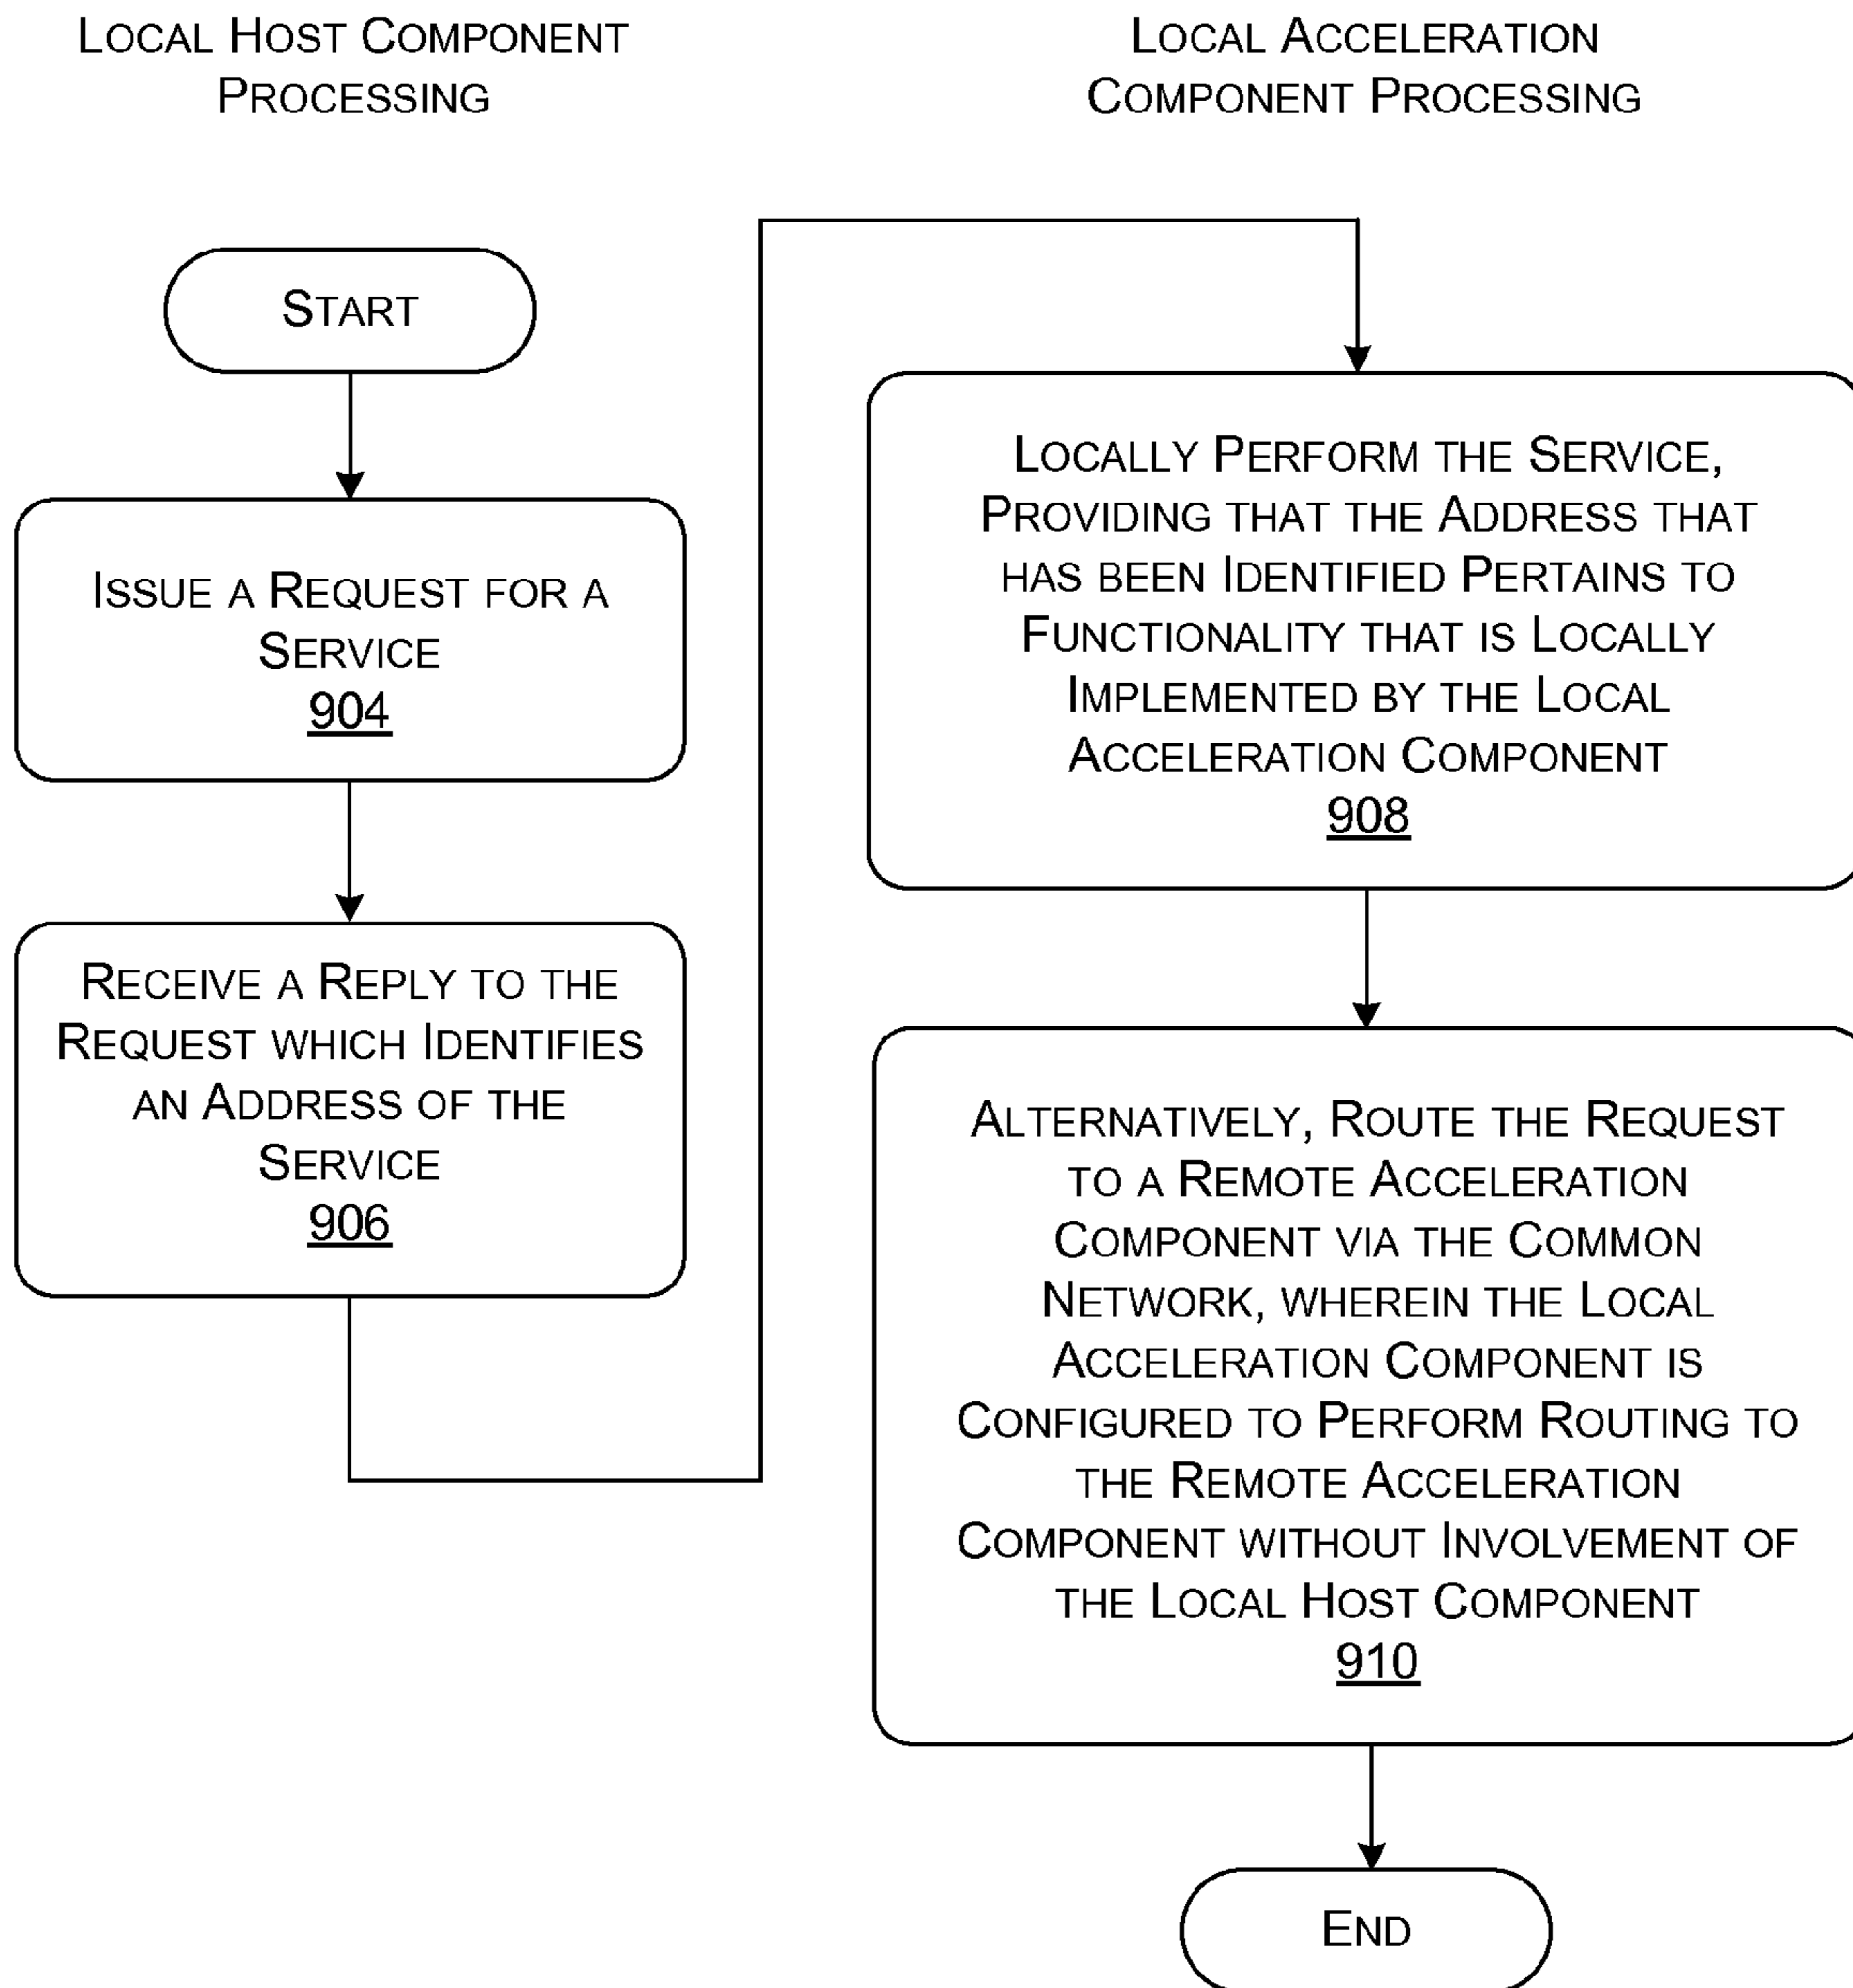 LOCAL HOST COMPONENT
PROCESSING
START
ISSUE A REQUEST FOR A
SERVICE
904
RECEIVE A REPLY TO THE
REQUEST WHICH IDENTIFIES
AN ADDRESS OF THE
SERVICE
906
LOCAL ACCELERATION
COMPONENT PROCESSING
LOCALLY PERFORM THE SERVICE,
PROVIDING THAT THE ADDRESS THAT
HAS BEEN IDENTIFIED PERTAINS TO
FUNCTIONALITY THAT IS LOCALLY
IMPLEMENTED BY THE LOCAL
ACCELERATION COMPONENT
908
ALTERNATIVELY, ROUTE THE REQUEST
TO A REMOTE ACCELERATION
COMPONENT VIA THE COMMON
NETWORK, WHEREIN THE LOCAL
ACCELERATION COMPONENT IS
CONFIGURED TO PERFORM ROUTING TO
THE REMOTE ACCELERATION
COMPONENT WITHOUT INVOLVEMENT OF
THE LOCAL HOST COMPONENT
910
END